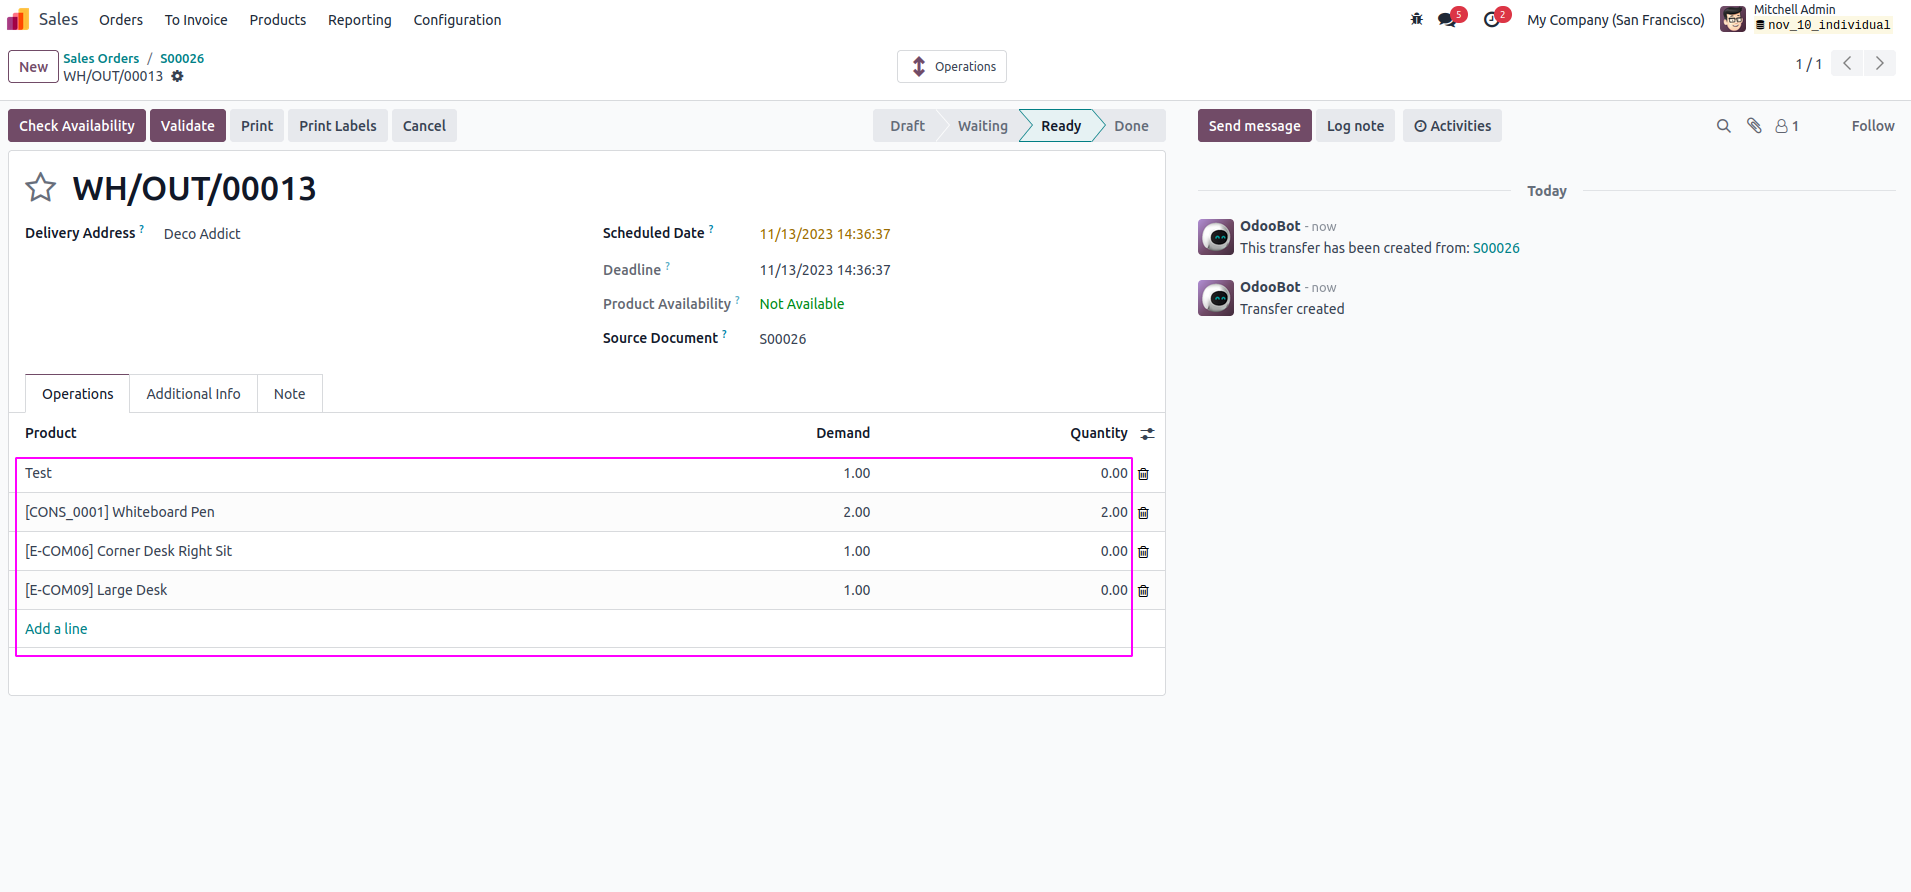 Sales Orders To Invoice Products Reporting Configuration 5 2 My Company (San Francisco) Mitchell Admin
nov_10_individual
New Sales Orders / S00026
WH/OUT/00013
Operations
1 / 1
Check Availability Validate Print Print Labels Cancel Draft Waiting Ready Done Send message Log note Activities 1 Follow
WH/OUT/00013
Delivery Address ? Deco Addict
Scheduled Date ? 11/13/2023 14:36:37
Deadline ? 11/13/2023 14:36:37
Product Availability ? Not Available
Source Document ? S00026
Operations Additional Info Note
Product Demand Quantity
Test 1.00 0.00
[CONS_0001] Whiteboard Pen 2.00 2.00
[E-COM06] Corner Desk Right Sit 1.00 0.00
[E-COM09] Large Desk 1.00 0.00
Add a line
Today
OdooBot - now
This transfer has been created from: S00026
OdooBot - now
Transfer created